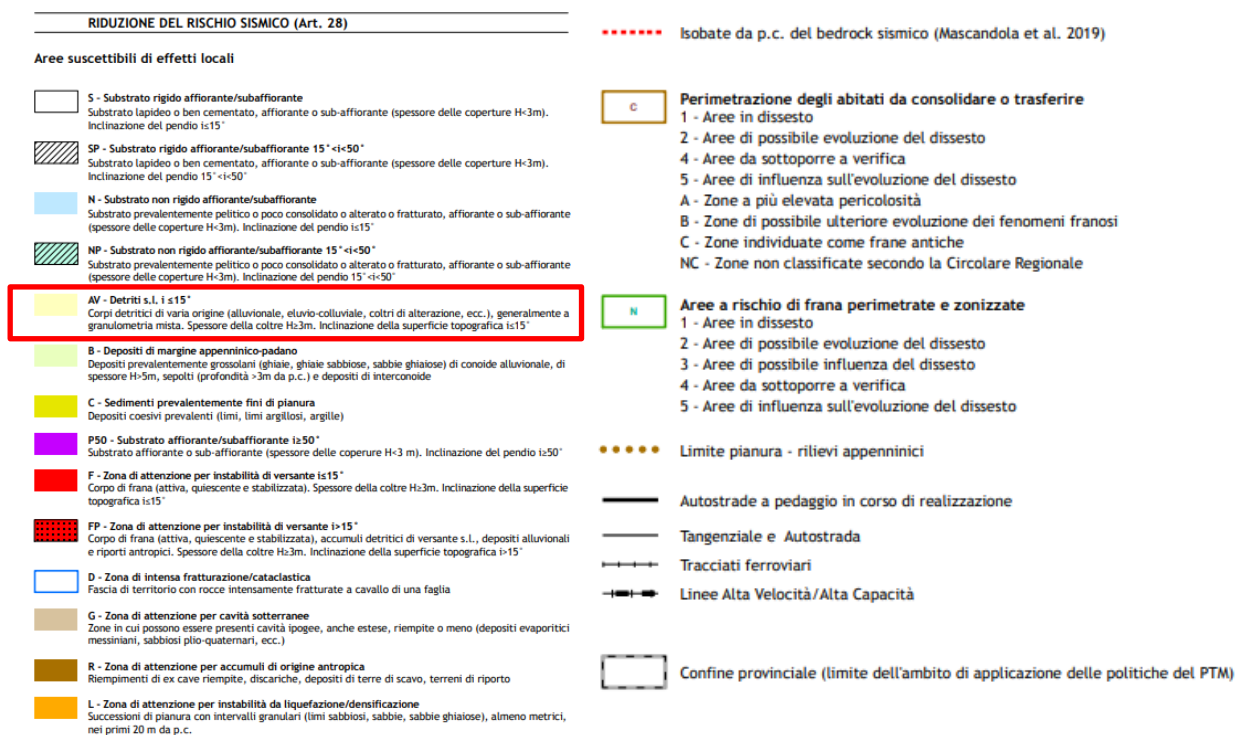 RIDUZIONE DEL RISCHIO SISMICO (Art. 28)
Aree suscettibili di effetti locali
S - Substrato rigido affiorante/subaffiorante
Substrato lapideo o ben cementato, affiorante o sub-affiorante (spessore delle coperture H<3m).
Inclinazione del pendio i≤15°
SP - Substrato rigido affiorante/subaffiorante 15°<i<50°
Substrato lapideo o ben cementato, affiorante o sub-affiorante (spessore delle coperture H<3m).
Inclinazione del pendio 15°<i<50°
N - Substrato non rigido affiorante/subaffiorante
Substrato prevalentemente pelitico o poco consolidato o alterato o fratturato, affiorante o sub-affiorante
(spessore delle coperture H<3m). Inclinazione del pendio i≤15°
NP - Substrato non rigido affiorante/subaffiorante 15°<i<50°
Substrato prevalentemente pelitico o poco consolidato o alterato o fratturato, affiorante o sub-affiorante
(spessore delle coperture H<3m). Inclinazione del pendio 15°<i<50°
AV - Detriti s.l. i ≤15°
Corpi detritici di varia origine (alluvionale, eluvio-colluviale, coltri di alterazione, ecc.), generalmente a
granulometria mista. Spessore della coltre H≥3m. Inclinazione della superficie topografica i≤15°
B - Depositi di margine appenninico-padano
Depositi prevalentemente grossolani (ghiaie, ghiaie sabbiose, sabbie ghiaiose) di conoide alluvionale, di
spessore H>5m, sepolti (profondità >3m da p.c.) e depositi di interconoide
C - Sedimenti prevalentemente fini di pianura
Depositi coesivi prevalenti (limi, limi argillosi, argille)
P50 - Substrato affiorante/subaffiorante i≥50°
Substrato affiorante o sub-affiorante (spessore delle coperure H<3 m). Inclinazione del pendio i≥50°
F - Zona di attenzione per instabilità di versante i≤15°
Corpo di frana (attiva, quiescente e stabilizzata). Spessore della coltre H≥3m. Inclinazione della superficie
topografica i≤15°
FP - Zona di attenzione per instabilità di versante i>15°
Corpo di frana (attiva, quiescente e stabilizzata), accumuli detritici di versante s.l., depositi alluvionali
e riporti antropici. Spessore della coltre H≥3m. Inclinazione della superficie topografica i>15°
D - Zona di intensa fratturazione/cataclastica
Fascia di territorio con rocce intensamente fratturate a cavallo di una faglia
G - Zona di attenzione per cavità sotterranee
Zone in cui possono essere presenti cavità ipogee, anche estese, riempite o meno (depositi evaporitici
messiniani, sabbiosi plio-quaternari, ecc.)
R - Zona di attenzione per accumuli di origine antropica
Riempimenti di ex cave riempite, discariche, depositi di terre di scavo, terreni di riporto
L - Zona di attenzione per instabilità da liquefazione/densificazione
Successioni di pianura con intervalli granulari (limi sabbiosi, sabbie, sabbie ghiaiose), almeno metrici,
nei primi 20 m da p.c.
Isobate da p.c. del bedrock sismico (Mascandola et al. 2019)
C
Perimetrazione degli abitati da consolidare o trasferire
1 - Aree in dissesto
2 - Aree di possibile evoluzione del dissesto
4 - Aree da sottoporre a verifica
5 - Aree di influenza sull'evoluzione del dissesto
A - Zone a più elevata pericolosità
B - Zone di possibile ulteriore evoluzione dei fenomeni franosi
C - Zone individuate come frane antiche
NC - Zone non classificate secondo la Circolare Regionale
N
Aree a rischio di frana perimetrate e zonizzate
1 - Aree in dissesto
2 - Aree di possibile evoluzione del dissesto
3 - Aree di possibile influenza del dissesto
4 - Aree da sottoporre a verifica
5 - Aree di influenza sull'evoluzione del dissesto
Limite pianura - rilievi appenninici
Autostrade a pedaggio in corso di realizzazione
Tangenziale e Autostrada
Tracciati ferroviari
Linee Alta Velocità/Alta Capacità
Confine provinciale (limite dell'ambito di applicazione delle politiche del PTM)